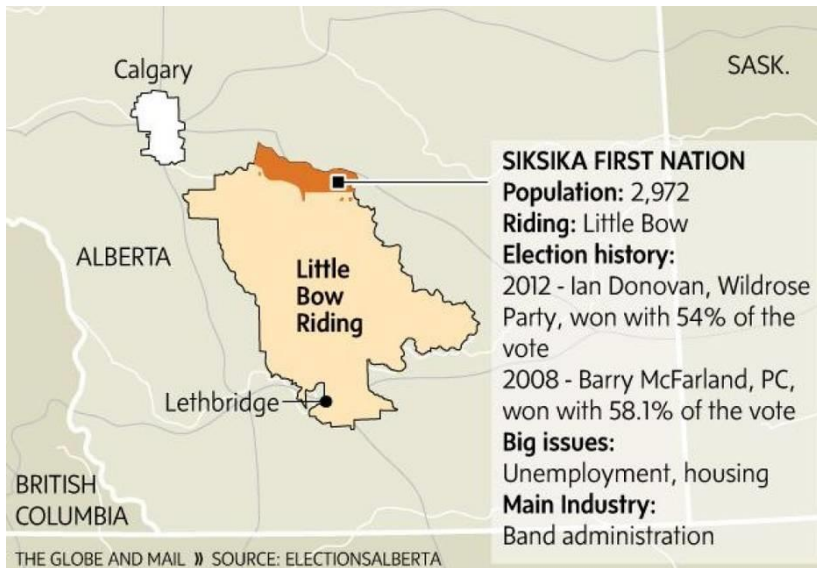 Calgary
SASK.
ALBERTA
Little
Bow
Riding
Lethbridge
BRITISH
COLUMBIA
SIKSIKA FIRST NATION
Population: 2,972
Riding: Little Bow
Election history:
2012 - Ian Donovan, Wildrose
Party, won with 54% of the
vote
2008 - Barry McFarland, PC,
won with 58.1% of the vote
Big issues:
Unemployment, housing
Main Industry:
Band administration
THE GLOBE AND MAIL » SOURCE: ELECTIONSALBERTA